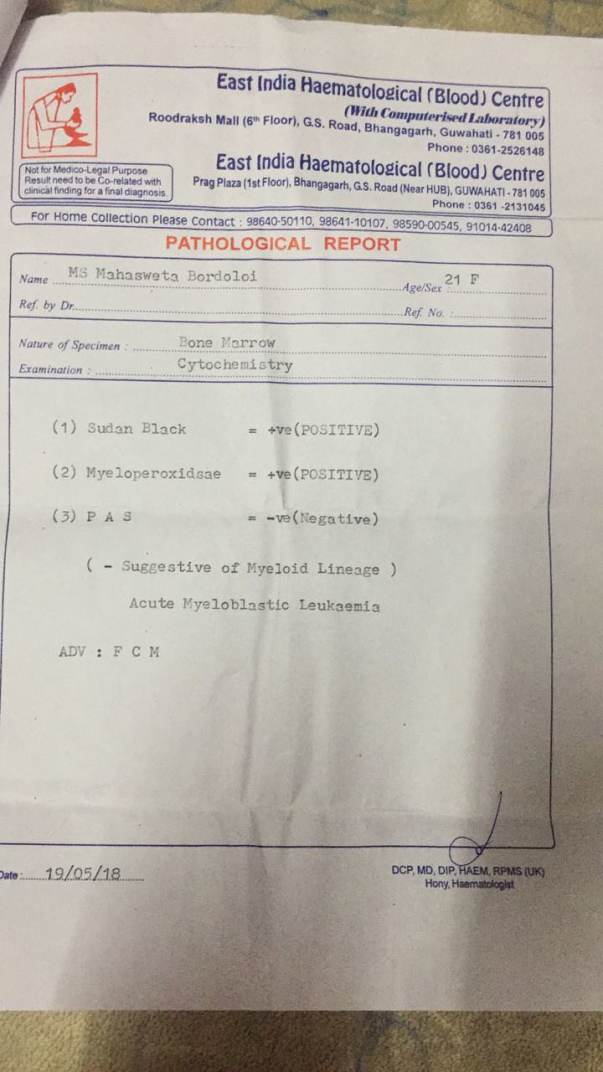 East India Haematological (Blood) Centre
(With Computerised Laboratory)
Roodraksh Mall (6th Floor), G.S. Road, Bhangagarh, Guwahati - 781 005
Phone : 0361-2526148
East India Haematological (Blood) Centre
Prag Plaza (1st Floor), Bhangagarh, G.S. Road (Near HUB), GUWAHATI - 781 005
Phone : 0361 -2131045
Not for Medico-Legal Purpose
Result need to be Co-related with
clinical finding for a final diagnosis
For Home Collection Please Contact : 98640-50110, 98641-10107, 98590-00545, 91014-42408
PATHOLOGICAL REPORT
Name MS Mahasweta Bordoloi Age/Sex : 21 F
Ref. by Dr. Ref. No. :
Nature of Specimen : Bone Marrow
Examination : Cytochemistry
(1) Sudan Black = +ve(POSITIVE)
(2) Myeloperoxidsae = +ve(POSITIVE)
(3) P A S = -ve(Negative)
( - Suggestive of Myeloid Lineage )
Acute Myeloblastic Leukaemia
ADV : F C M
Date : 19/05/18
DCP, MD, DIP, HAEM, RPMS (UK)
Hony, Haematologist